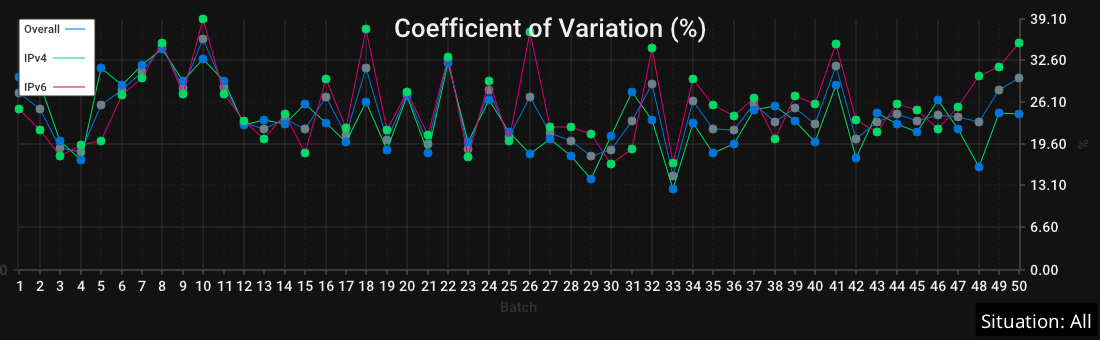 Coefficient of Variation (%)
Overall
IPv4
IPv6
39.10
32.60
26.10
19.60
13.10
6.60
0.00
%
0
1 2 3 4 5 6 7 8 9 10 11 12 13 14 15 16 17 18 19 20 21 22 23 24 25 26 27 28 29 30 31 32 33 34 35 36 37 38 39 40 41 42 43 44 45 46 47 48 49 50
Batch
Situation: All